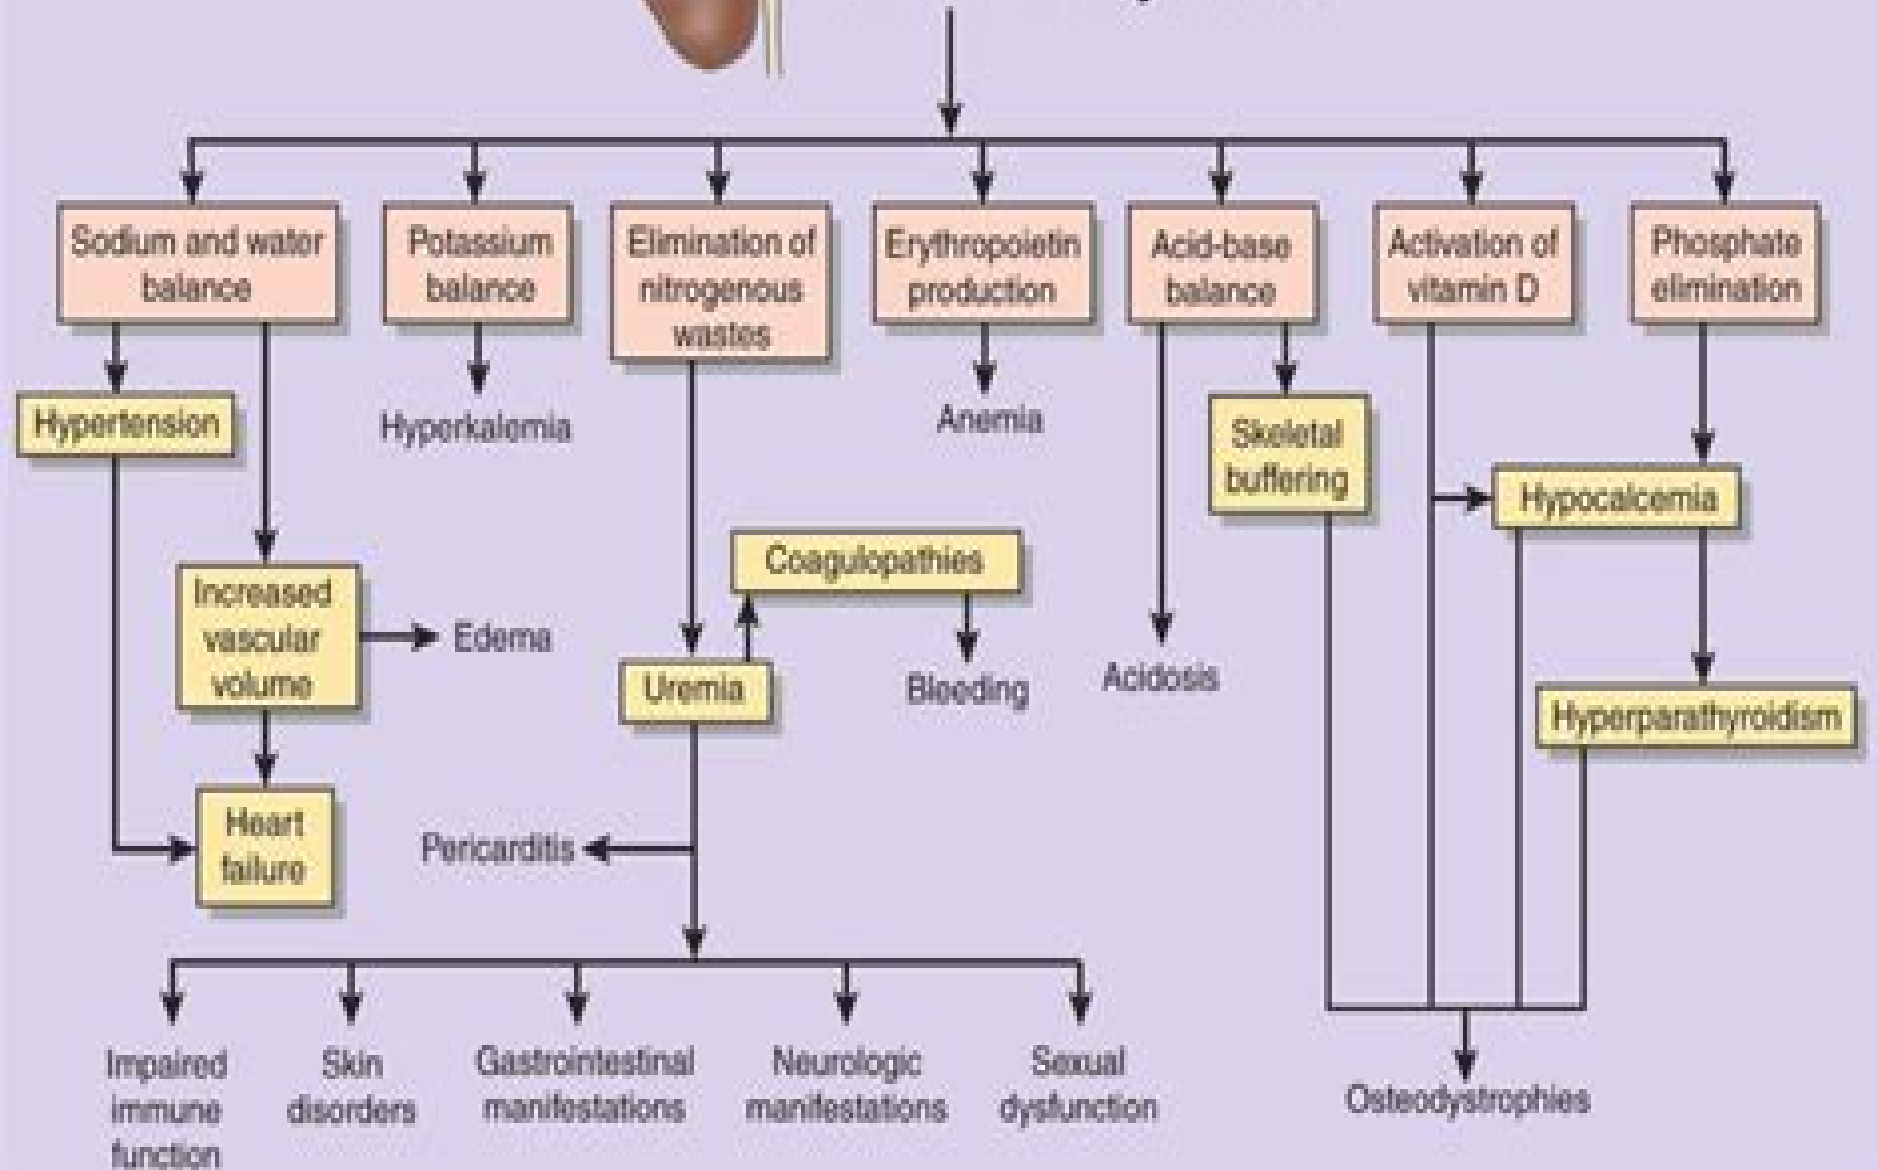 Sodium and water
balance
Potassium
balance
Elimination of
nitrogenous
wastes
Erythropoietin
production
Acid-base
balance
Activation of
vitamin D
Phosphate
elimination
Hypertension
Hyperkalemia
Anemia
Skeletal
buffering
Hypocalcemia
Coagulopathies
Increased
vascular
volume
Edema
Uremia
Bleeding
Acidosis
Hyperparathyroidism
Heart
failure
Pericarditis
Impaired
immune
function
Skin
disorders
Gastrointestinal
manifestations
Neurologic
manifestations
Sexual
dysfunction
Osteodystrophies